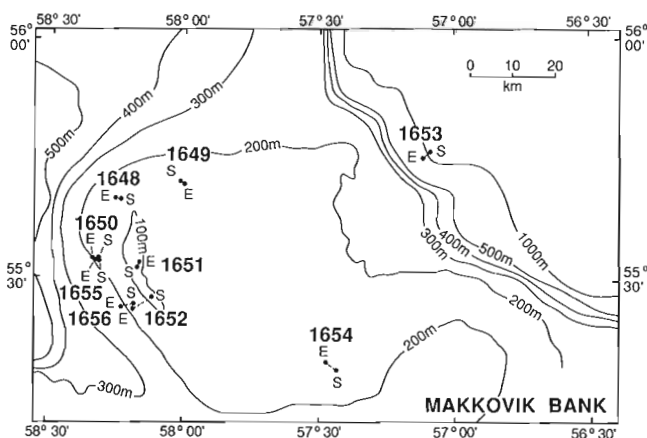 58°30' 58°00' 57°30' 57°00' 56°30'
56°
00'
56°
00'
0 10 20
km
400m
300m
500m
200m
1653
S
E
1649
S
E
1648
E S
1000m
1650
E S
100m
E
1651
S
300m
400m
500m
55°
30'
55°
30'
E S
1655
S S
E
1652
1656
E
200m
1654
E
S
200m
300m
MAKKOVIK BANK
58°30' 58°00' 57°30' 57°00' 56°30'